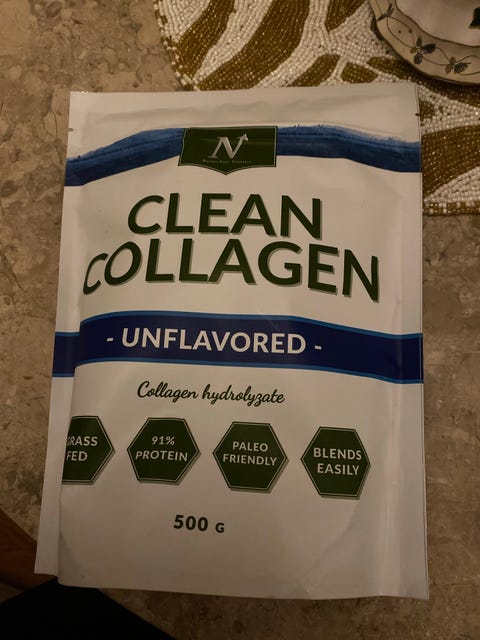 N
CLEAN
COLLAGEN
- UNFLAVORED -
Collagen hydrolyzate
GRASS
FED
91%
PROTEIN
PALEO
FRIENDLY
BLENDS
EASILY
500 G